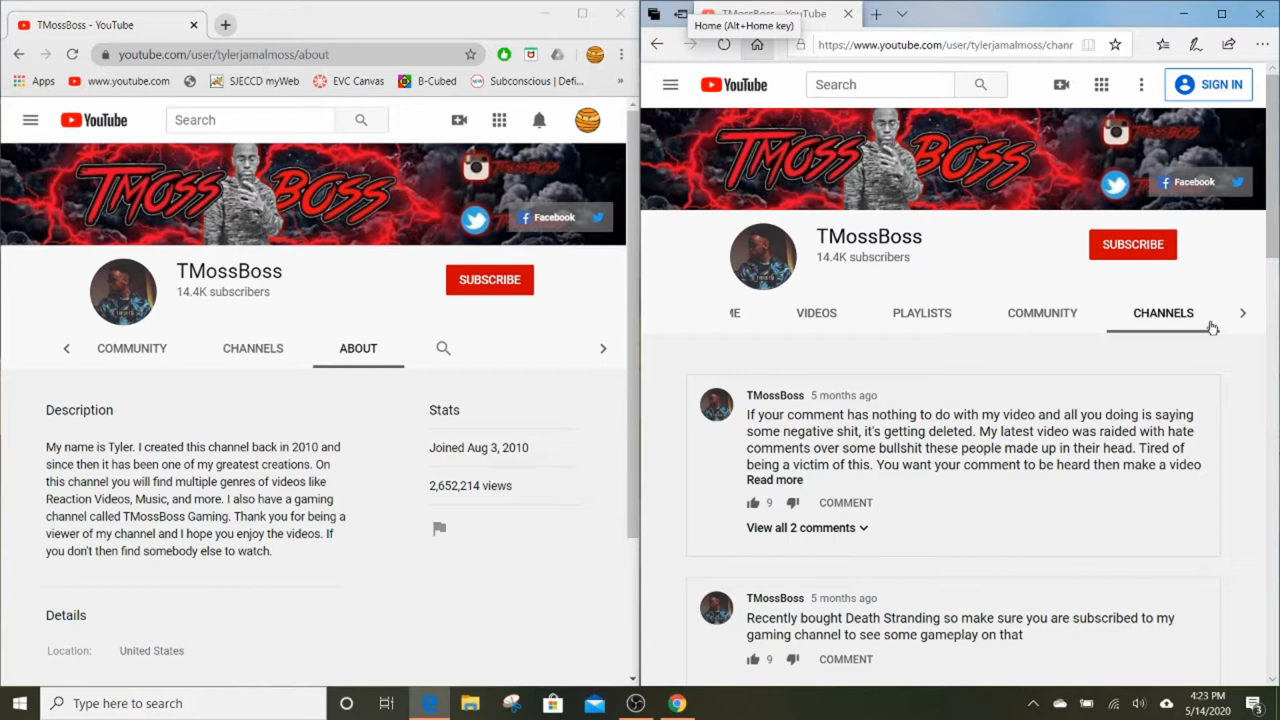 TMossBoss - YouTube
youtube.com/user/tylerjamalmoss/about
Apps www.youtube.com SJECCD myWeb EVC Canvas B-Cubed Subconscious | Defi... »
YouTube
Search
TMOSS BOSS
Facebook
TMossBoss
14.4K subscribers
SUBSCRIBE
COMMUNITY CHANNELS ABOUT
Description
My name is Tyler. I created this channel back in 2010 and
since then it has been one of my greatest creations. On
this channel you will find multiple genres of videos like
Reaction Videos, Music, and more. I also have a gaming
channel called TMossBoss Gaming. Thank you for being a
viewer of my channel and I hope you enjoy the videos. If
you don't then find somebody else to watch.
Stats
Joined Aug 3, 2010
2,652,214 views
Details
Location: United States
TMossBoss - YouTube
Home (Alt+Home key)
https://www.youtube.com/user/tylerjamalmoss/chanr
YouTube
Search
SIGN IN
TMOSS BOSS
TMOSSBOSS
Facebook
TMossBoss
14.4K subscribers
SUBSCRIBE
ME VIDEOS PLAYLISTS COMMUNITY CHANNELS
TMossBoss 5 months ago
If your comment has nothing to do with my video and all you doing is saying
some negative shit, it's getting deleted. My latest video was raided with hate
comments over some bullshit these people made up in their head. Tired of
being a victim of this. You want your comment to be heard then make a video
Read more
9 COMMENT
View all 2 comments
TMossBoss 5 months ago
Recently bought Death Stranding so make sure you are subscribed to my
gaming channel to see some gameplay on that
9 COMMENT
Type here to search
4:23 PM
5/14/2020
3